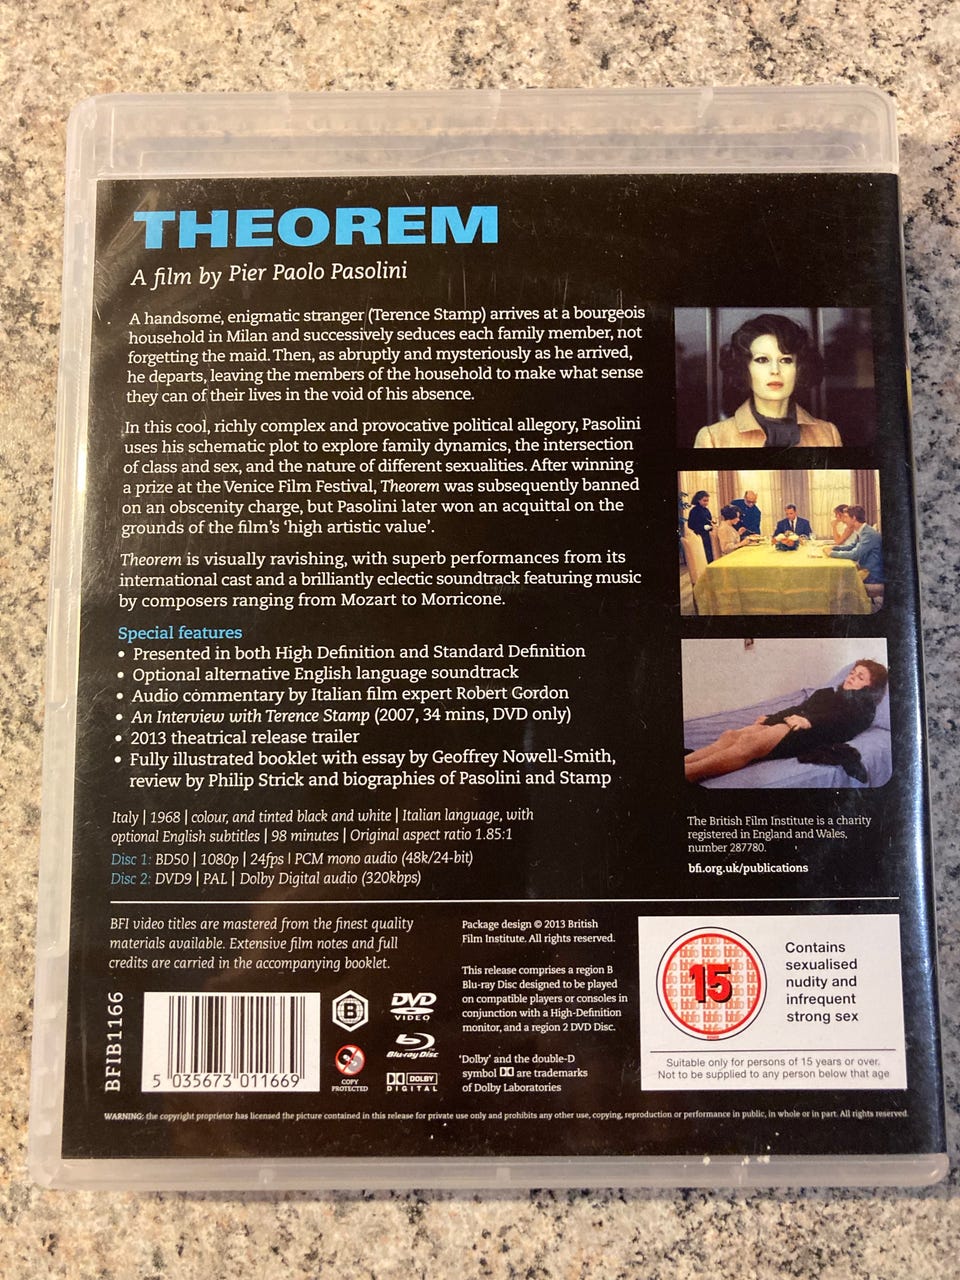 THEOREM
A film by Pier Paolo Pasolini
A handsome, enigmatic stranger (Terence Stamp) arrives at a bourgeois
household in Milan and successively seduces each family member, not
forgetting the maid. Then, as abruptly and mysteriously as he arrived,
he departs, leaving the members of the household to make what sense
they can of their lives in the void of his absence.
In this cool, richly complex and provocative political allegory, Pasolini
uses his schematic plot to explore family dynamics, the intersection
of class and sex, and the nature of different sexualities. After winning
a prize at the Venice Film Festival, Theorem was subsequently banned
on an obscenity charge, but Pasolini later won an acquittal on the
grounds of the film's 'high artistic value'.
Theorem is visually ravishing, with superb performances from its
international cast and a brilliantly eclectic soundtrack featuring music
by composers ranging from Mozart to Morricone.
Special features
• Presented in both High Definition and Standard Definition
• Optional alternative English language soundtrack
• Audio commentary by Italian film expert Robert Gordon
• An Interview with Terence Stamp (2007, 34 mins, DVD only)
• 2013 theatrical release trailer
• Fully illustrated booklet with essay by Geoffrey Nowell-Smith,
review by Philip Strick and biographies of Pasolini and Stamp
Italy | 1968 | colour, and tinted black and white | Italian language, with
optional English subtitles | 98 minutes | Original aspect ratio 1.85:1
Disc 1: BD50 | 1080p | 24fps | PCM mono audio (48k/24-bit)
Disc 2: DVD9 | PAL | Dolby Digital audio (320kbps)
The British Film Institute is a charity
registered in England and Wales,
number 287780.
bfi.org.uk/publications
BFI video titles are mastered from the finest quality
materials available. Extensive film notes and full
credits are carried in the accompanying booklet.
BFIB1166
5 035673 011669
B
COPY
PROTECTED
DVD
VIDEO
Blu-ray Disc
DOLBY
DIGITAL
Package design © 2013 British
Film Institute. All rights reserved.
This release comprises a region B
Blu-ray Disc designed to be played
on compatible players or consoles in
conjunction with a High-Definition
monitor, and a region 2 DVD Disc.
'Dolby' and the double-D
symbol are trademarks
of Dolby Laboratories
15
Contains
sexualised
nudity and
infrequent
strong sex
Suitable only for persons of 15 years or over.
Not to be supplied to any person below that age
WARNING: the copyright proprietor has licensed the picture contained in this release for private use only and prohibits any other use, copying, reproduction or performance in public, in whole or in part. All rights reserved.